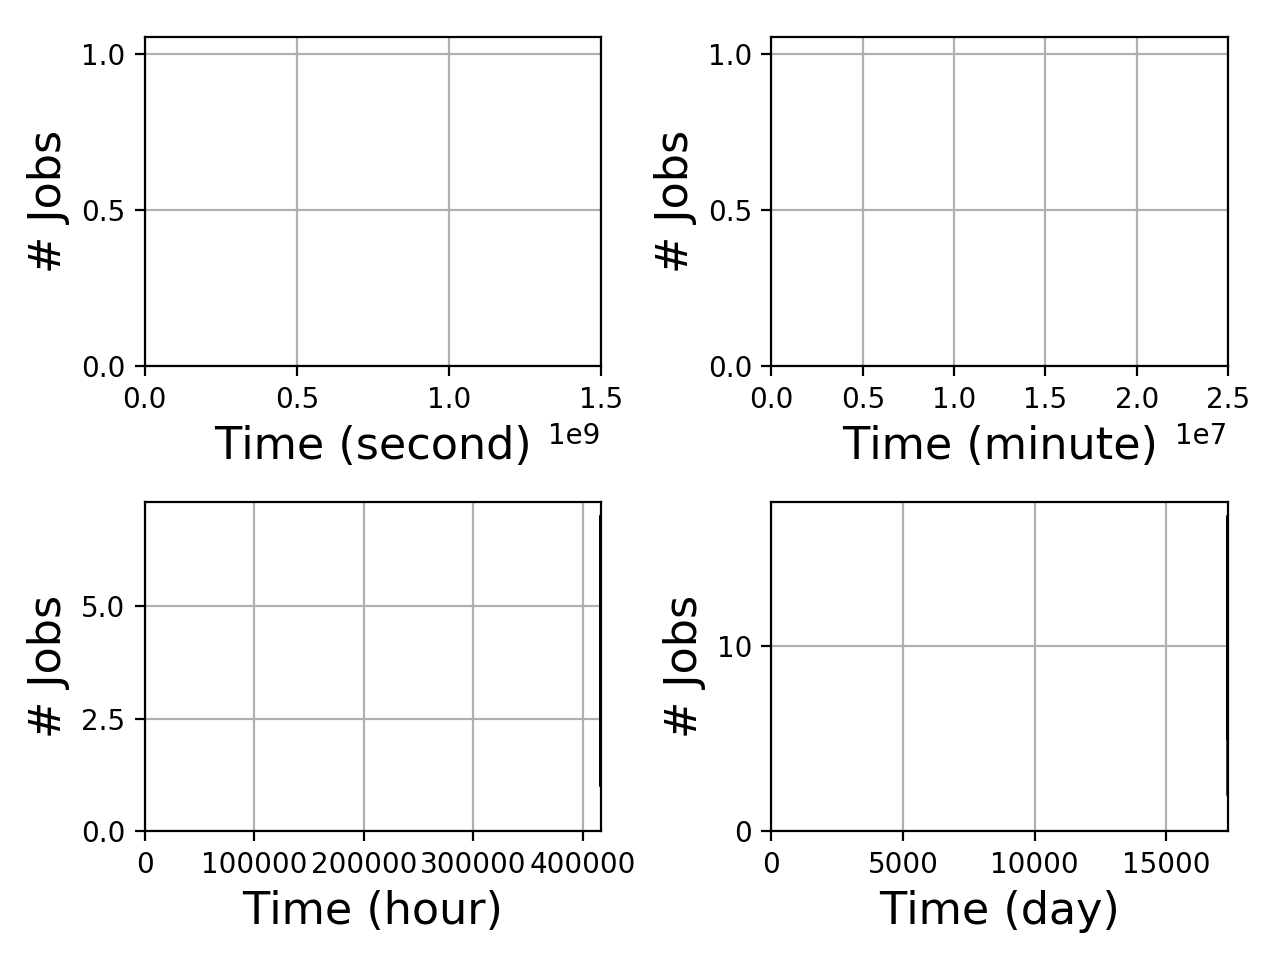 # Jobs
1.0
0.5
0.0
0.0 0.5 1.0 1.5
Time (second) 1e9
# Jobs
1.0
0.5
0.0
0.0 0.5 1.0 1.5 2.0 2.5
Time (minute) 1e7
# Jobs
5.0
2.5
0.0
0 100000 200000 300000 400000
Time (hour)
# Jobs
10
0
0 5000 10000 15000
Time (day)